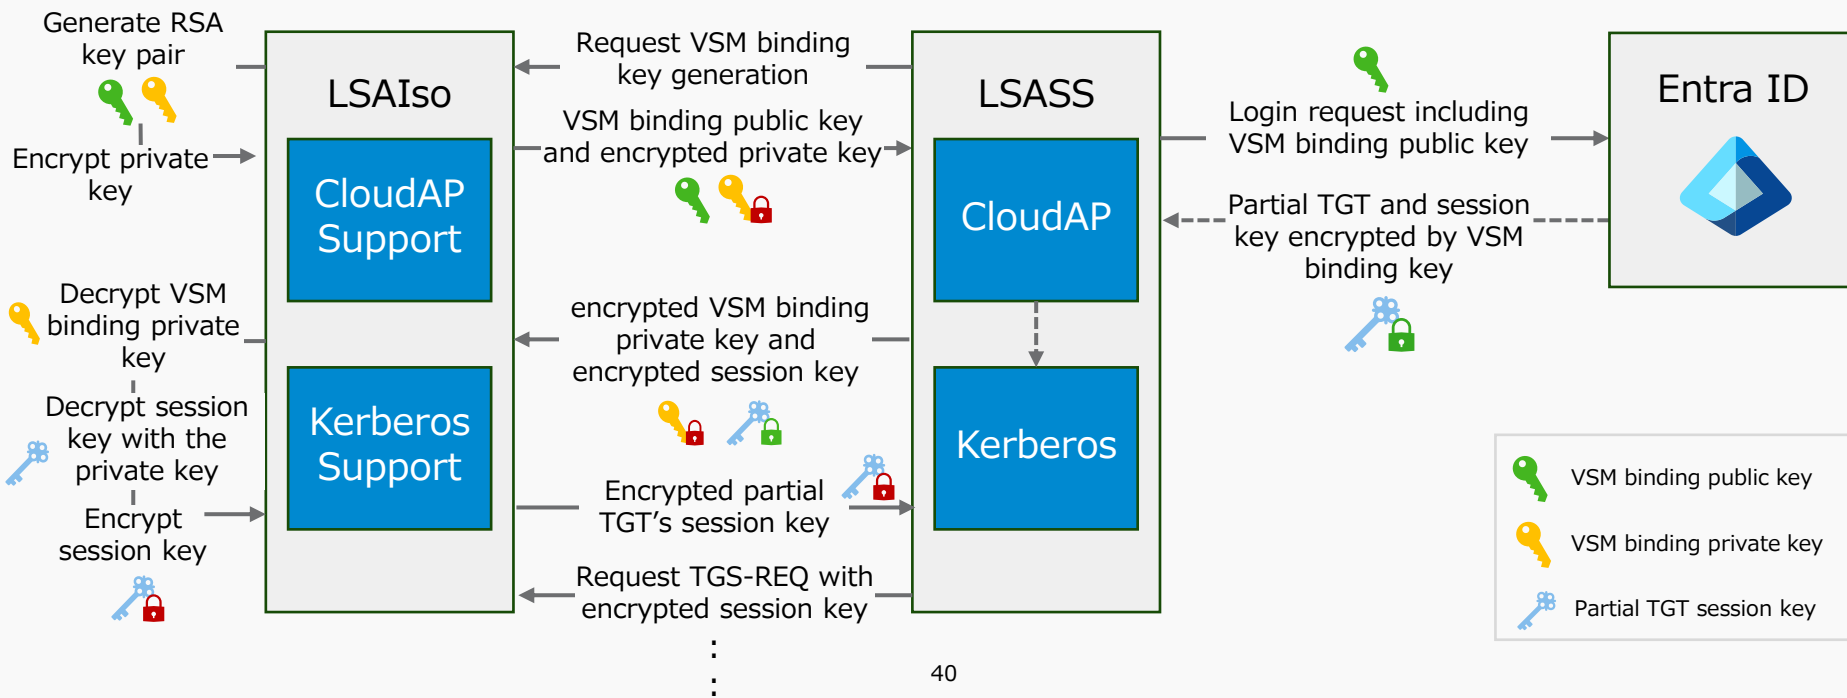 Generate RSA
key pair
Encrypt private
key
LSAIso
CloudAP
Support
Kerberos
Support
Decrypt VSM
binding private
key
Decrypt session
key with the
private key
Encrypt
session key
Request VSM binding
key generation
VSM binding public key
and encrypted private key
encrypted VSM binding
private key and
encrypted session key
Encrypted partial
TGT’s session key
Request TGS-REQ with
encrypted session key
LSASS
CloudAP
Kerberos
Login request including
VSM binding public key
Partial TGT and session
key encrypted by VSM
binding key
Entra ID
VSM binding public key
VSM binding private key
Partial TGT session key
40